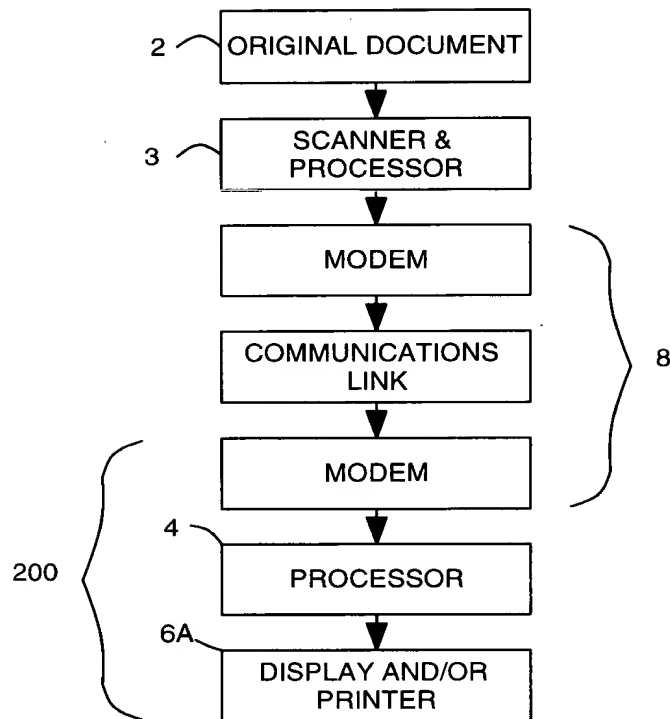 2
ORIGINAL DOCUMENT
3
SCANNER &
PROCESSOR
MODEM
8
COMMUNICATIONS
LINK
MODEM
200
4
PROCESSOR
6A
DISPLAY AND/OR
PRINTER